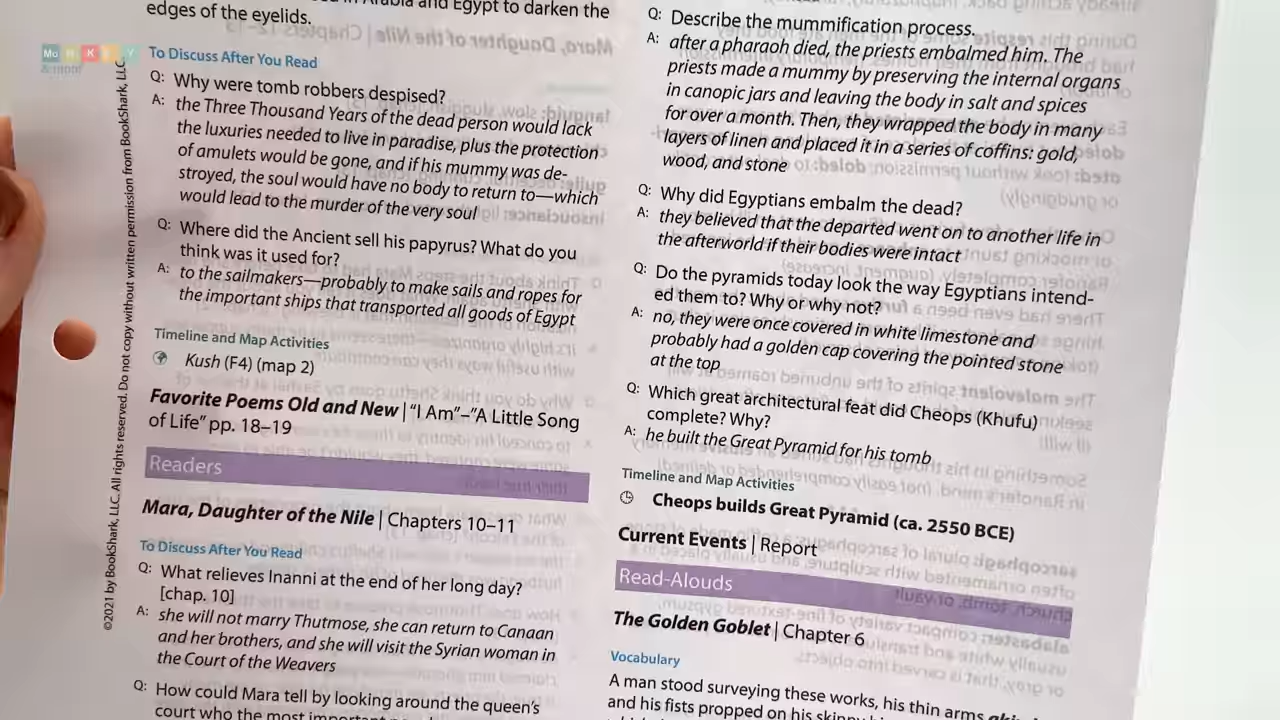 Mo N K E Y
& mom
©2021 by BookShark, LLC. All rights reserved. Do not copy without written permission from BookShark, LLC.
Arabia and Egypt to darken the
edges of the eyelids.
To Discuss After You Read
Q: Why were tomb robbers despised?
A: the Three Thousand Years of the dead person would lack
the luxuries needed to live in paradise, plus the protection
of amulets would be gone, and if his mummy was de-
stroyed, the soul would have no body to return to—which
would lead to the murder of the very soul
Q: Where did the Ancient sell his papyrus? What do you
think was it used for?
A: to the sailmakers—probably to make sails and ropes for
the important ships that transported all goods of Egypt
Timeline and Map Activities
Kush (F4) (map 2)
Favorite Poems Old and New | "I Am"–"A Little Song
of Life" pp. 18–19
Readers
Mara, Daughter of the Nile | Chapters 10–11
To Discuss After You Read
Q: What relieves Inanni at the end of her long day?
[chap. 10]
A: she will not marry Thutmose, she can return to Canaan
and her brothers, and she will visit the Syrian woman in
the Court of the Weavers
Q: How could Mara tell by looking around the queen's
court who the most important
Q: Describe the mummification process.
A: after a pharaoh died, the priests embalmed him. The
priests made a mummy by preserving the internal organs
in canopic jars and leaving the body in salt and spices
for over a month. Then, they wrapped the body in many
layers of linen and placed it in a series of coffins: gold,
wood, and stone
Q: Why did Egyptians embalm the dead?
A: they believed that the departed went on to another life in
the afterworld if their bodies were intact
Q: Do the pyramids today look the way Egyptians intend-
ed them to? Why or why not?
A: no, they were once covered in white limestone and
probably had a golden cap covering the pointed stone
at the top
Q: Which great architectural feat did Cheops (Khufu)
complete? Why?
A: he built the Great Pyramid for his tomb
Timeline and Map Activities
Cheops builds Great Pyramid (ca. 2550 BCE)
Current Events | Report
Read-Alouds
The Golden Goblet | Chapter 6
Vocabulary
A man stood surveying these works, his thin arms
and his fists propped on his skinny